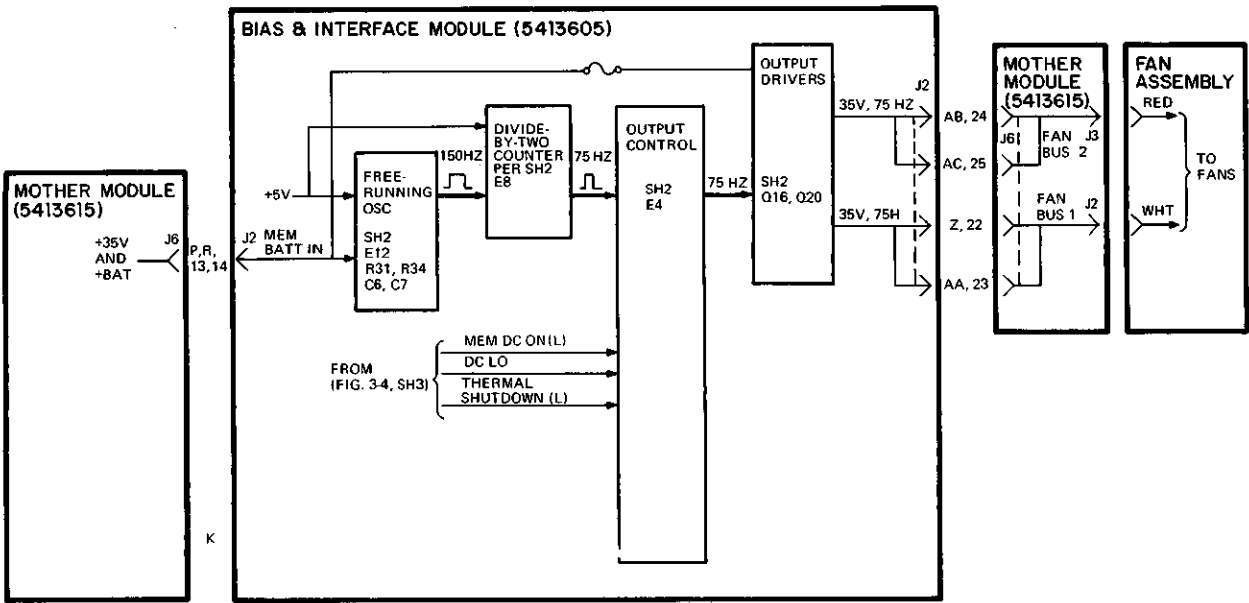 BIAS & INTERFACE MODULE (5413605)
MOTHER MODULE
(5413615)
+35V
AND
+BAT
J6
P,R,
13,14
K
J2
MEM
BATT IN
+5V
FREE-
RUNNING
OSC
SH2
E12
R31, R34
C6, C7
150HZ
DIVIDE-
BY-TWO
COUNTER
PER SH2
E8
75 HZ
OUTPUT
CONTROL
SH2
E4
FROM
(FIG. 3-4, SH3)
MEM DC ON(L)
DC LO
THERMAL
SHUTDOWN (L)
75 HZ
OUTPUT
DRIVERS
SH2
Q16, Q20
35V, 75 HZ
35V, 75H
J2
AB, 24
AC, 25
Z, 22
AA, 23
MOTHER
MODULE
(5413615)
J6
FAN
BUS 2
J3
FAN
BUS 1
J2
FAN
ASSEMBLY
RED
WHT
TO
FANS